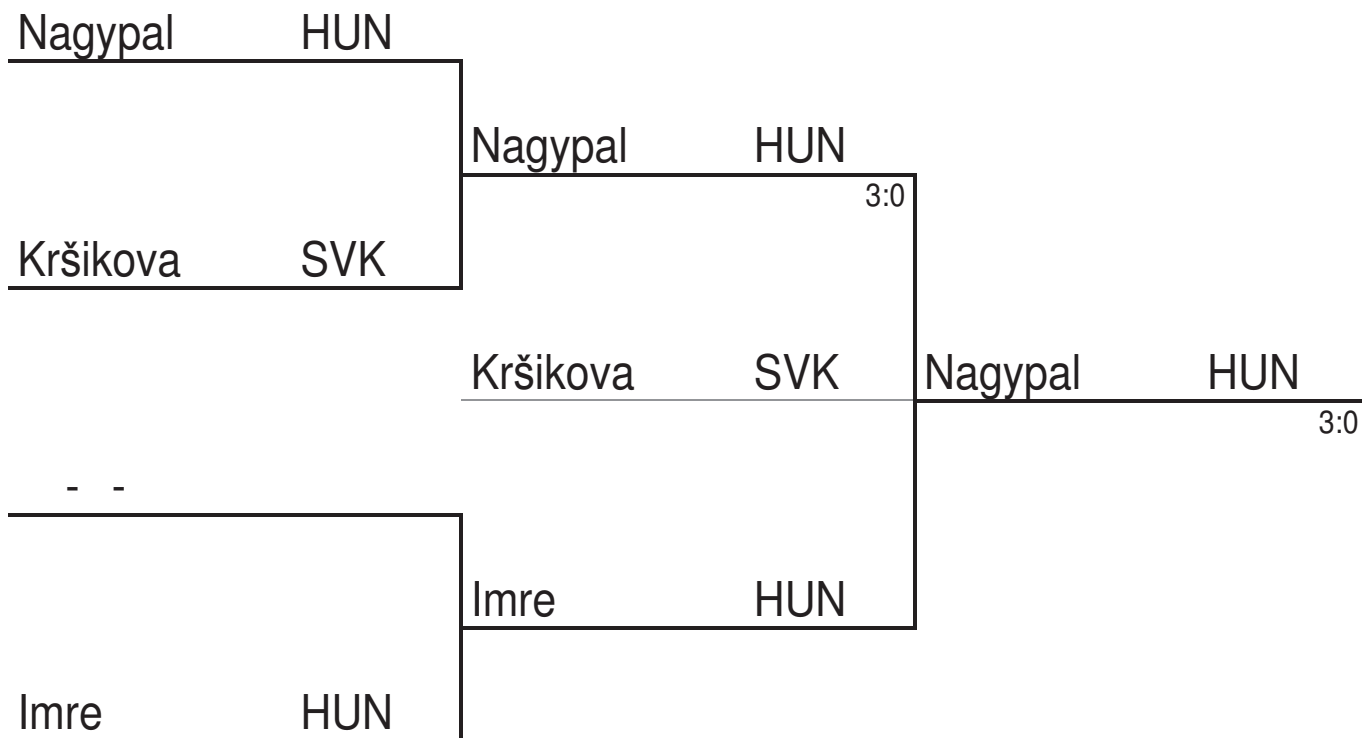 Nagypal HUN
Nagypal HUN
3:0
Kršikova SVK
Kršikova SVK Nagypal HUN
3:0
- -
Imre HUN
Imre HUN